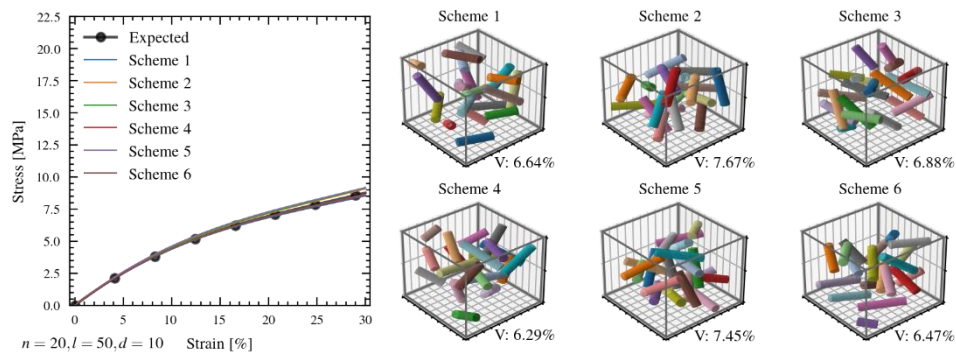 22.5
20.0
17.5
15.0
12.5
10.0
7.5
5.0
2.5
0.0
Stress [MPa]
Expected
Scheme 1
Scheme 2
Scheme 3
Scheme 4
Scheme 5
Scheme 6
0 5 10 15 20 25 30
n = 20, l = 50, d = 10 Strain [%]
Scheme 1 Scheme 2 Scheme 3
V: 6.64% V: 7.67% V: 6.88%
Scheme 4 Scheme 5 Scheme 6
V: 6.29% V: 7.45% V: 6.47%